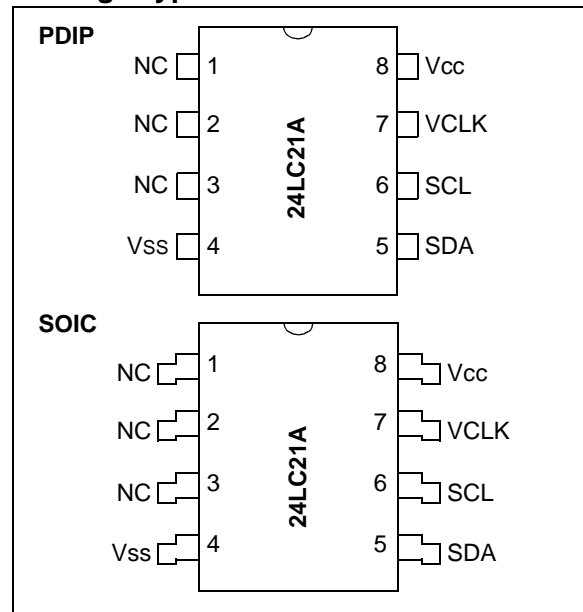 PDIP
NC 1 8 Vcc
NC 2 7 VCLK
NC 3 6 SCL
Vss 4 5 SDA
24LC21A
SOIC
NC 1 8 Vcc
NC 2 7 VCLK
NC 3 6 SCL
Vss 4 5 SDA
24LC21A